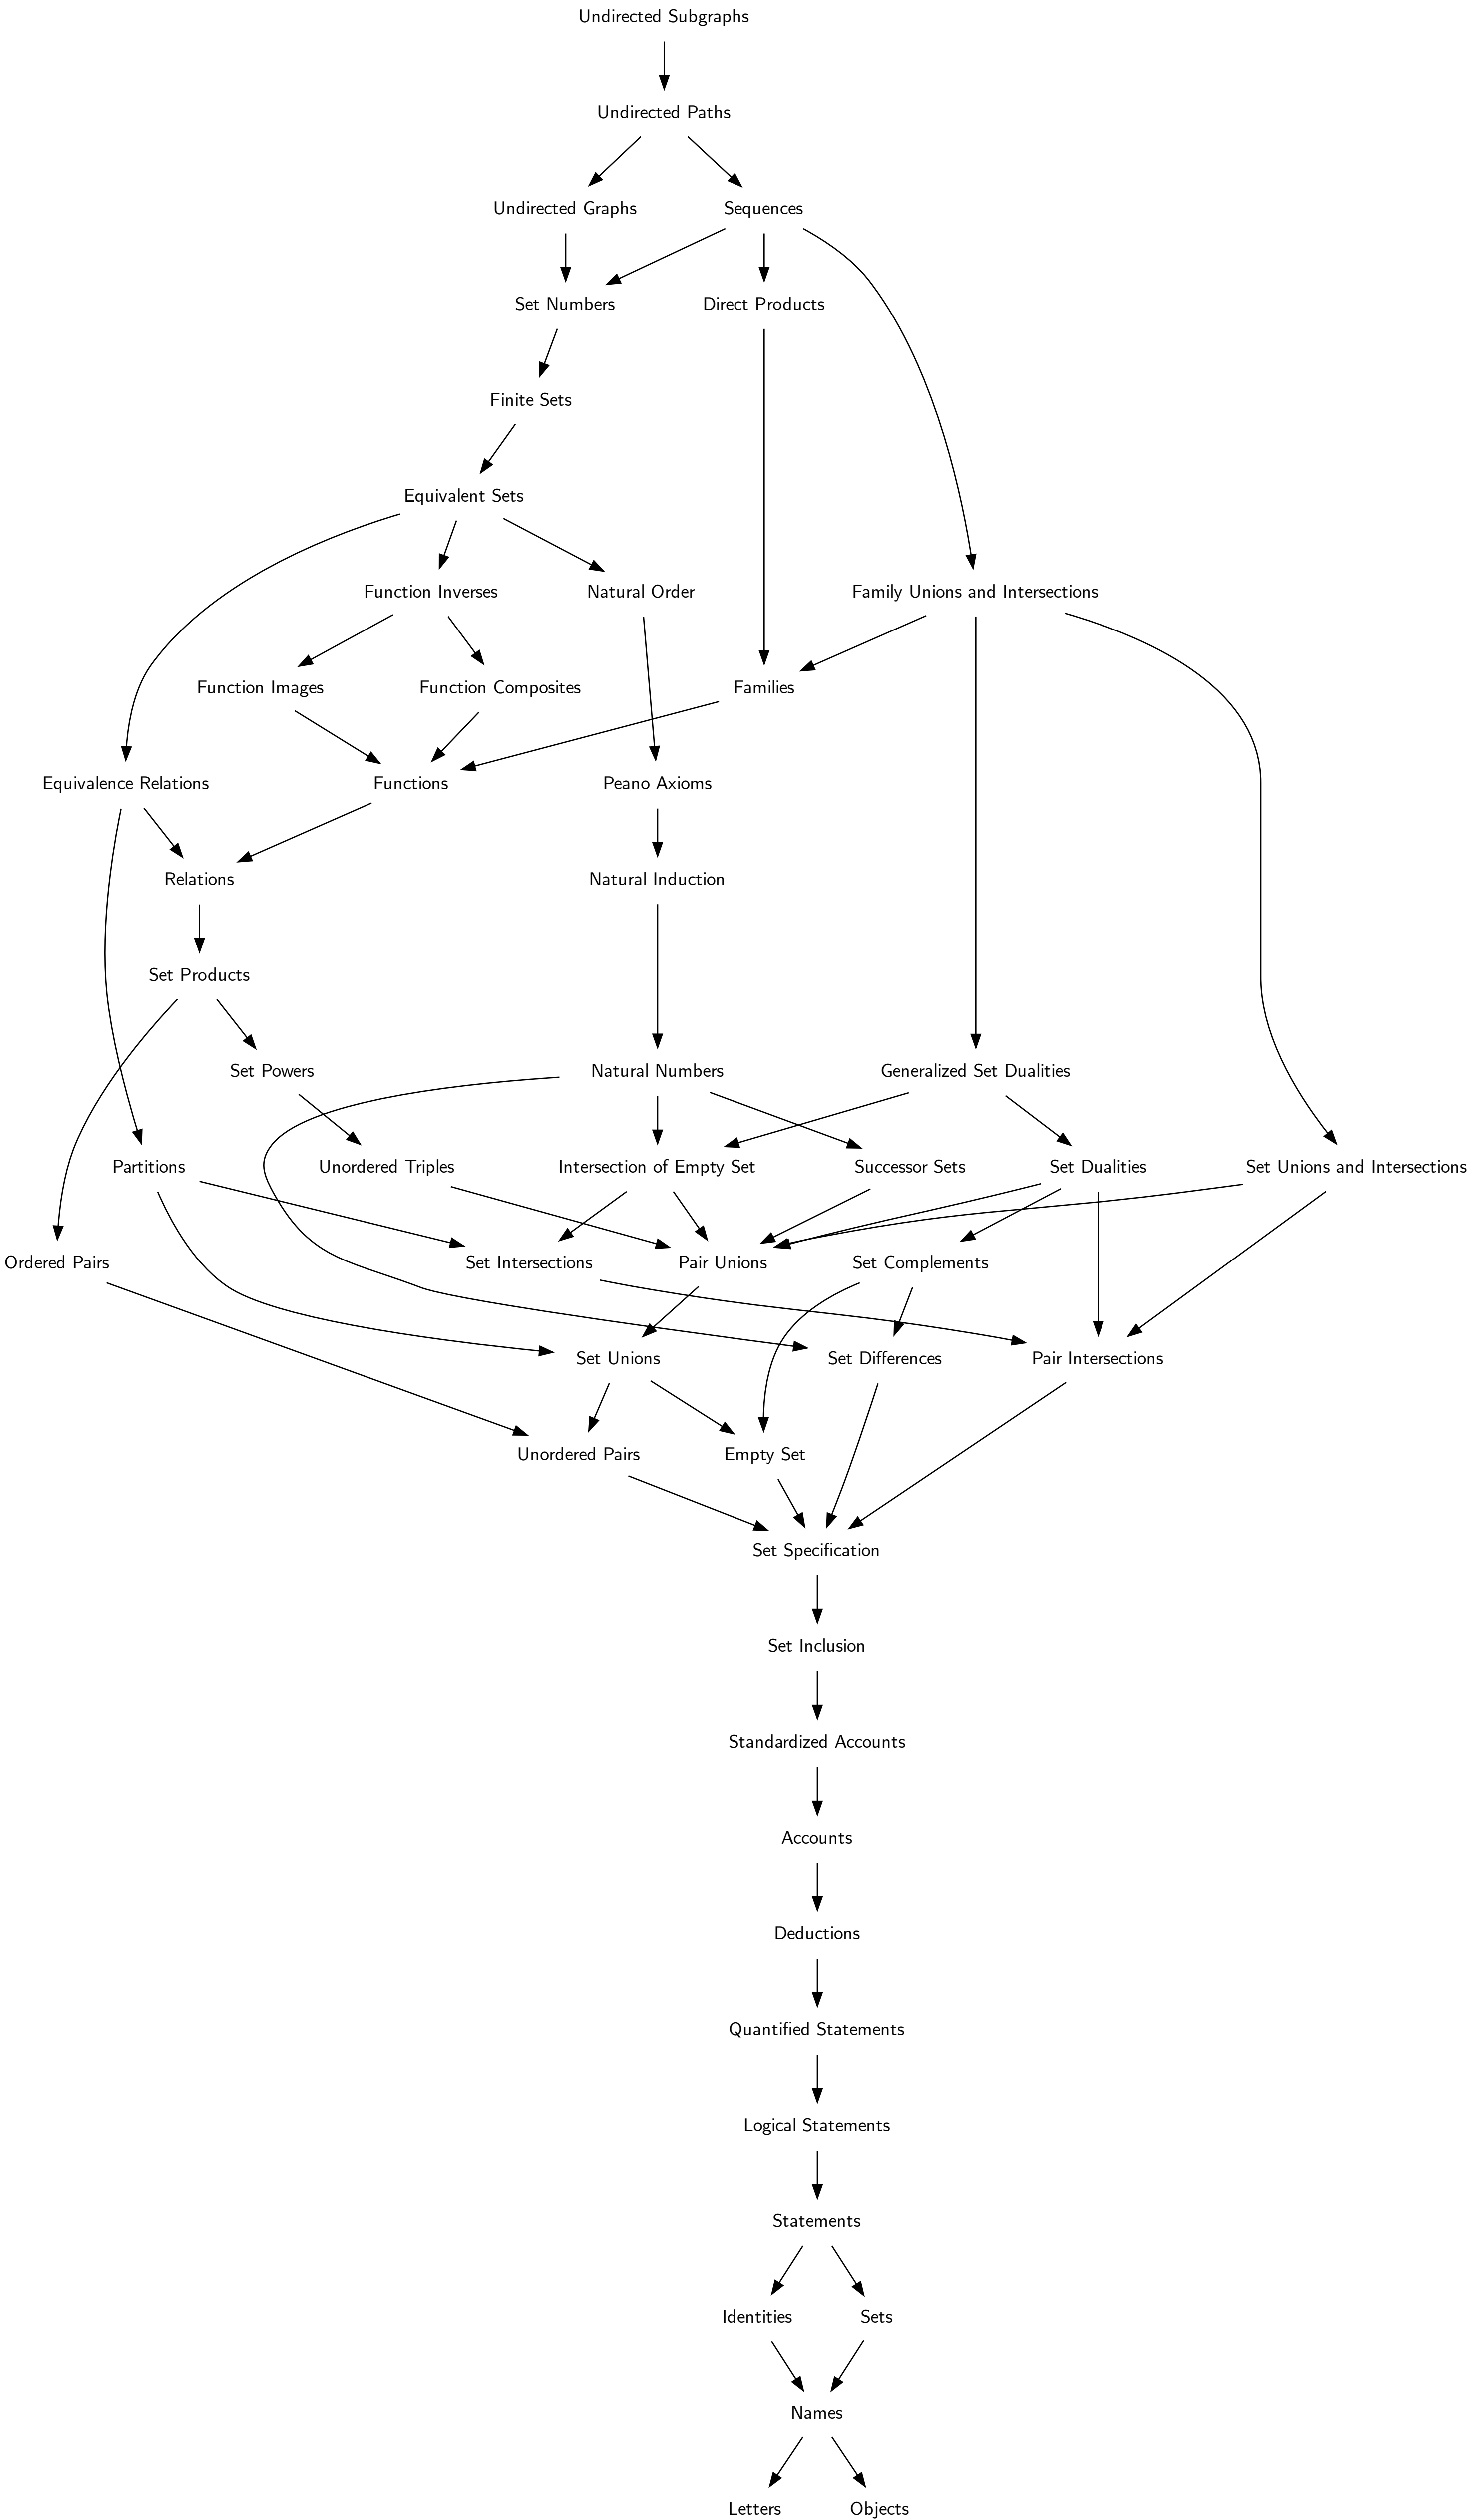 Undirected Subgraphs
Undirected Paths
Undirected Graphs
Sequences
Set Numbers
Direct Products
Finite Sets
Equivalent Sets
Function Inverses
Natural Order
Family Unions and Intersections
Function Images
Function Composites
Families
Equivalence Relations
Functions
Peano Axioms
Relations
Natural Induction
Set Products
Set Powers
Natural Numbers
Generalized Set Dualities
Partitions
Unordered Triples
Intersection of Empty Set
Successor Sets
Set Dualities
Set Unions and Intersections
Ordered Pairs
Set Intersections
Pair Unions
Set Complements
Set Unions
Set Differences
Pair Intersections
Unordered Pairs
Empty Set
Set Specification
Set Inclusion
Standardized Accounts
Accounts
Deductions
Quantified Statements
Logical Statements
Statements
Identities
Sets
Names
Letters
Objects